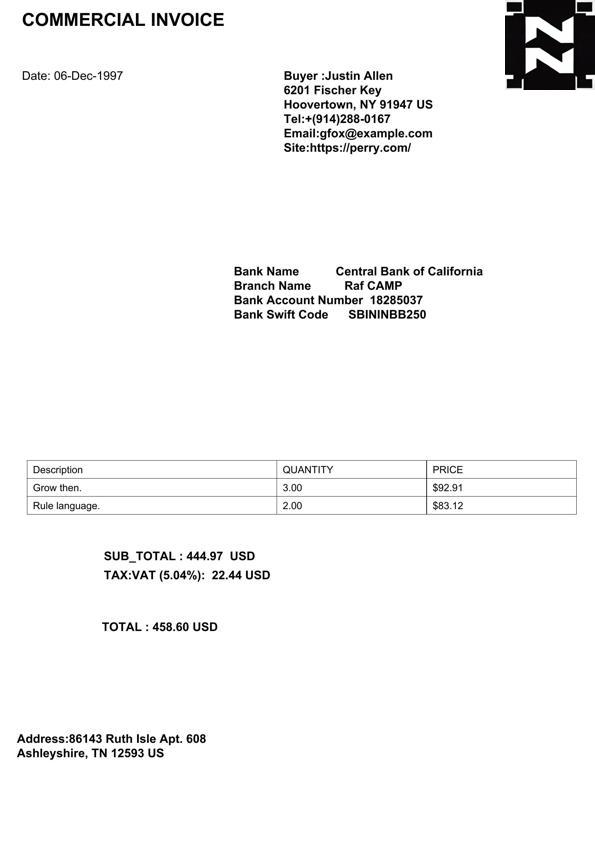 COMMERCIAL INVOICE
Date: 06-Dec-1997
Buyer :Justin Allen
6201 Fischer Key
Hoovertown, NY 91947 US
Tel:+(914)288-0167
Email:gfox@example.com
Site:https://perry.com/
Bank Name Central Bank of California
Branch Name Raf CAMP
Bank Account Number 18285037
Bank Swift Code SBININBB250
Description QUANTITY PRICE
Grow then. 3.00 $92.91
Rule language. 2.00 $83.12
SUB_TOTAL : 444.97 USD
TAX:VAT (5.04%): 22.44 USD
TOTAL : 458.60 USD
Address:86143 Ruth Isle Apt. 608
Ashleyshire, TN 12593 US